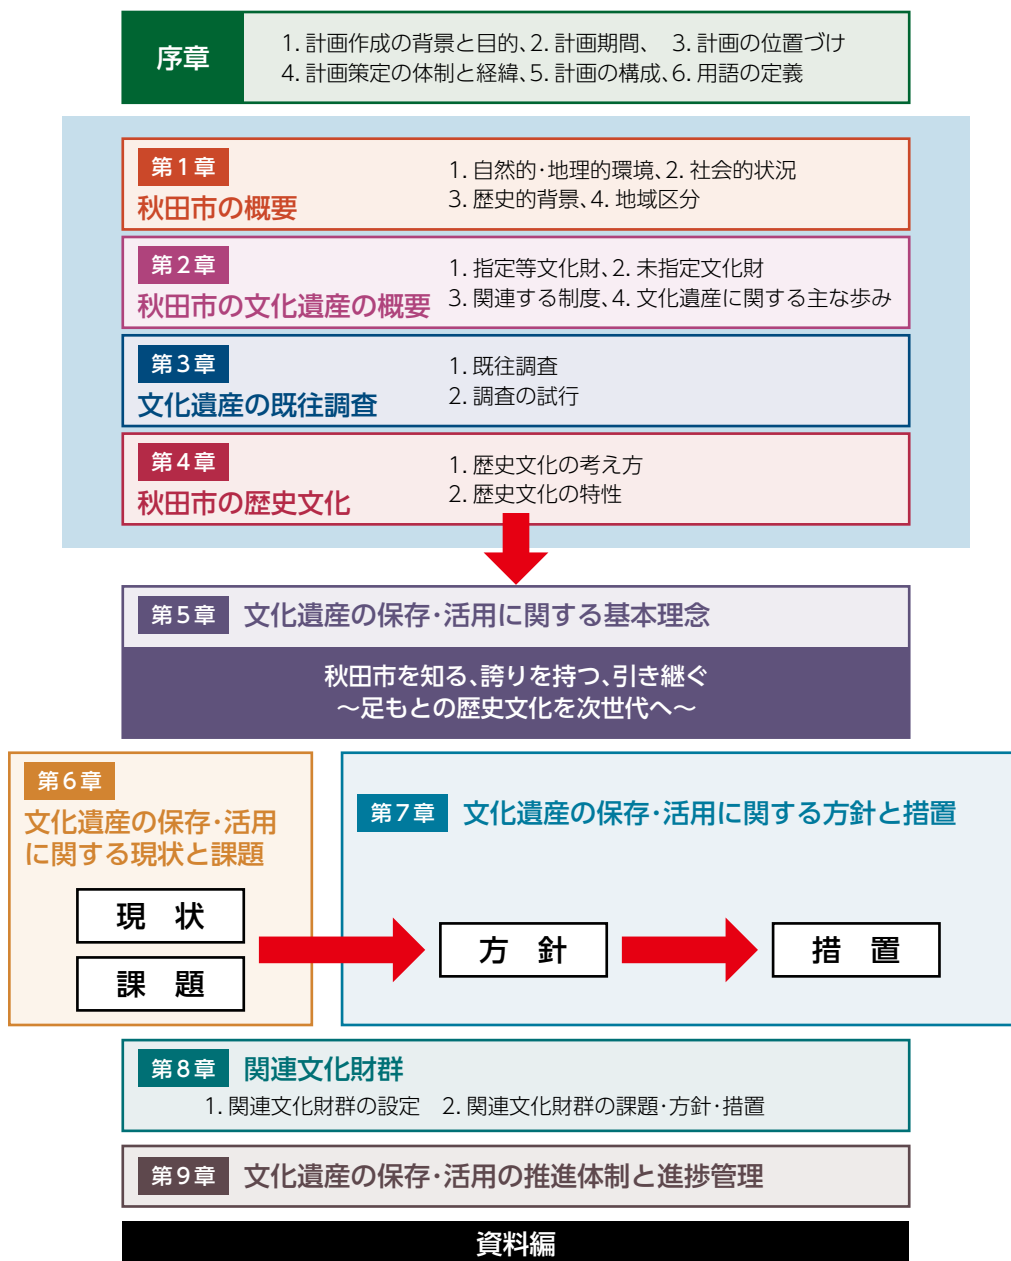 序章
1. 計画作成の背景と目的、2. 計画期間、　3. 計画の位置づけ
4. 計画策定の体制と経緯、5. 計画の構成、6. 用語の定義
第1章
秋田市の概要
1. 自然的･地理的環境、2. 社会的状況
3. 歴史的背景、4. 地域区分
第2章
秋田市の文化遺産の概要
1. 指定等文化財、2. 未指定文化財
3. 関連する制度、4. 文化遺産に関する主な歩み
第3章
文化遺産の既往調査
1. 既往調査
2. 調査の試行
第4章
秋田市の歴史文化
1. 歴史文化の考え方
2. 歴史文化の特性
第5章　文化遺産の保存･活用に関する基本理念
秋田市を知る、誇りを持つ、引き継ぐ
～足もとの歴史文化を次世代へ～
第6章
文化遺産の保存･活用
に関する現状と課題
現　状
課　題
第7章　文化遺産の保存･活用に関する方針と措置
方　針
措　置
第8章　関連文化財群
1. 関連文化財群の設定　2. 関連文化財群の課題･方針･措置
第9章　文化遺産の保存･活用の推進体制と進捗管理
資料編